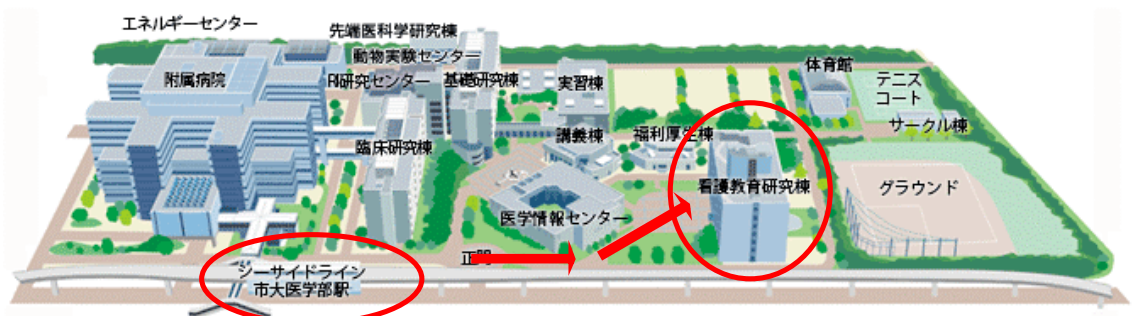 エネルギーセンター
先端医科学研究棟
動物実験センター
附属病院
RI研究センター
基礎研究棟
実習棟
体育館
テニス
コート
サークル棟
臨床研究棟
講義棟
福利厚生棟
看護教育研究棟
グラウンド
医学情報センター
正門
シーサイドライン
市大医学部駅